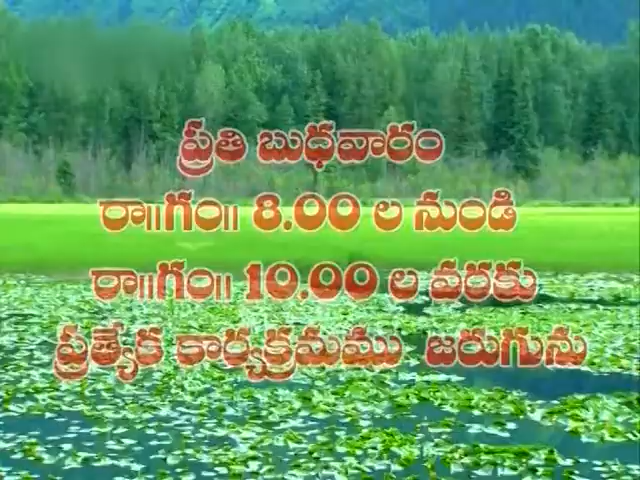 ప్రతి బుధవారం
రా॥గం॥ 8.00 ల నుండి
రా॥గం॥ 10.00 ల వరకు
ప్రత్యేక కార్యక్రమము జరుగును